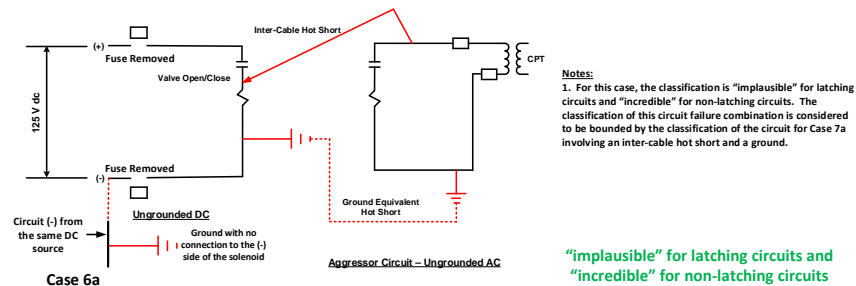 Inter-Cable Hot Short
(+)
Fuse Removed
CPT
Valve Open/Close
125 V dc
Notes:
1. For this case, the classification is “implausible” for latching
circuits and “incredible” for non-latching circuits. The
classification of this circuit failure combination is considered
to be bounded by the classification of the circuit for Case 7a
involving an inter-cable hot short and a ground.
Fuse Removed
(-)
Ground Equivalent
Hot Short
Ungrounded DC
Circuit (-) from
the same DC
source
Ground with no
connection to the (-)
side of the solenoid
Case 6a
Aggressor Circuit – Ungrounded AC
“implausible” for latching circuits and
“incredible” for non-latching circuits